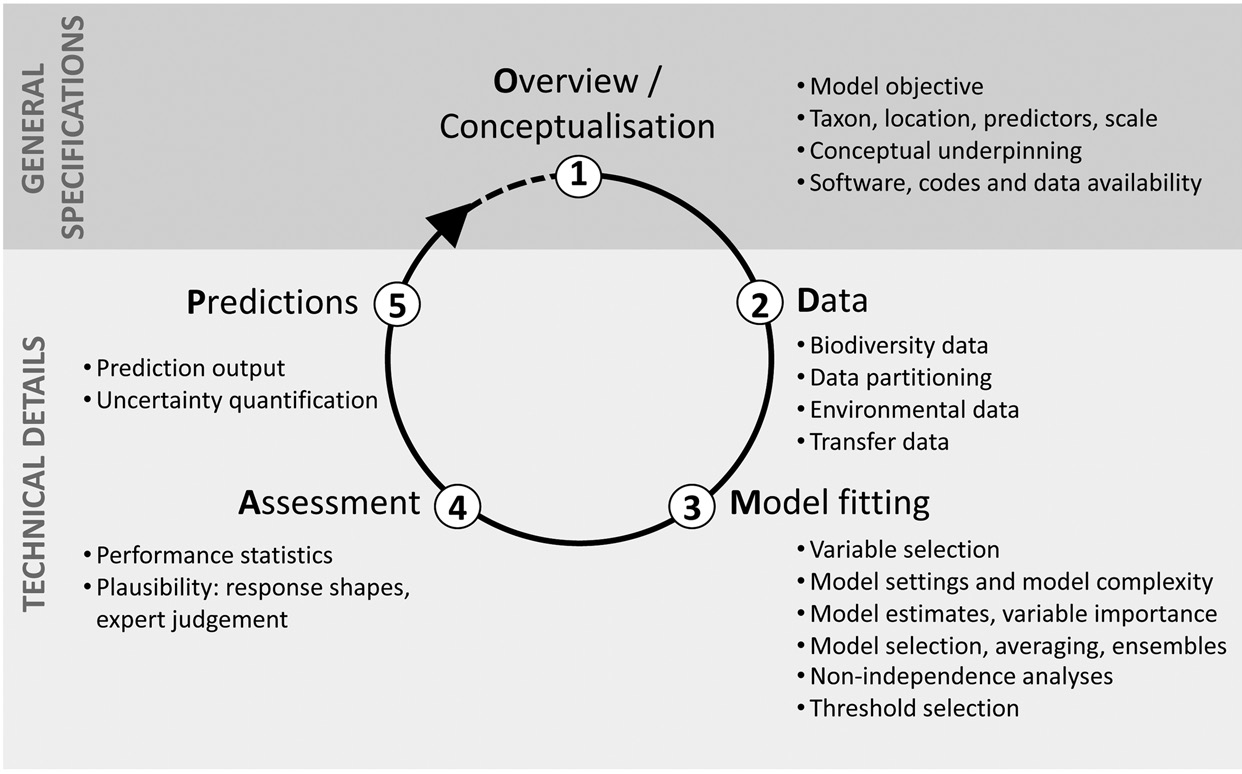 GENERAL
SPECIFICATIONS
Overview /
Conceptualisation
• Model objective
• Taxon, location, predictors, scale
• Conceptual underpinning
• Software, codes and data availability
1
TECHNICAL DETAILS
2
Data
• Biodiversity data
• Data partitioning
• Environmental data
• Transfer data
3
Model fitting
• Variable selection
• Model settings and model complexity
• Model estimates, variable importance
• Model selection, averaging, ensembles
• Non-independence analyses
• Threshold selection
4
Assessment
• Performance statistics
• Plausibility: response shapes,
expert judgement
5
Predictions
• Prediction output
• Uncertainty quantification